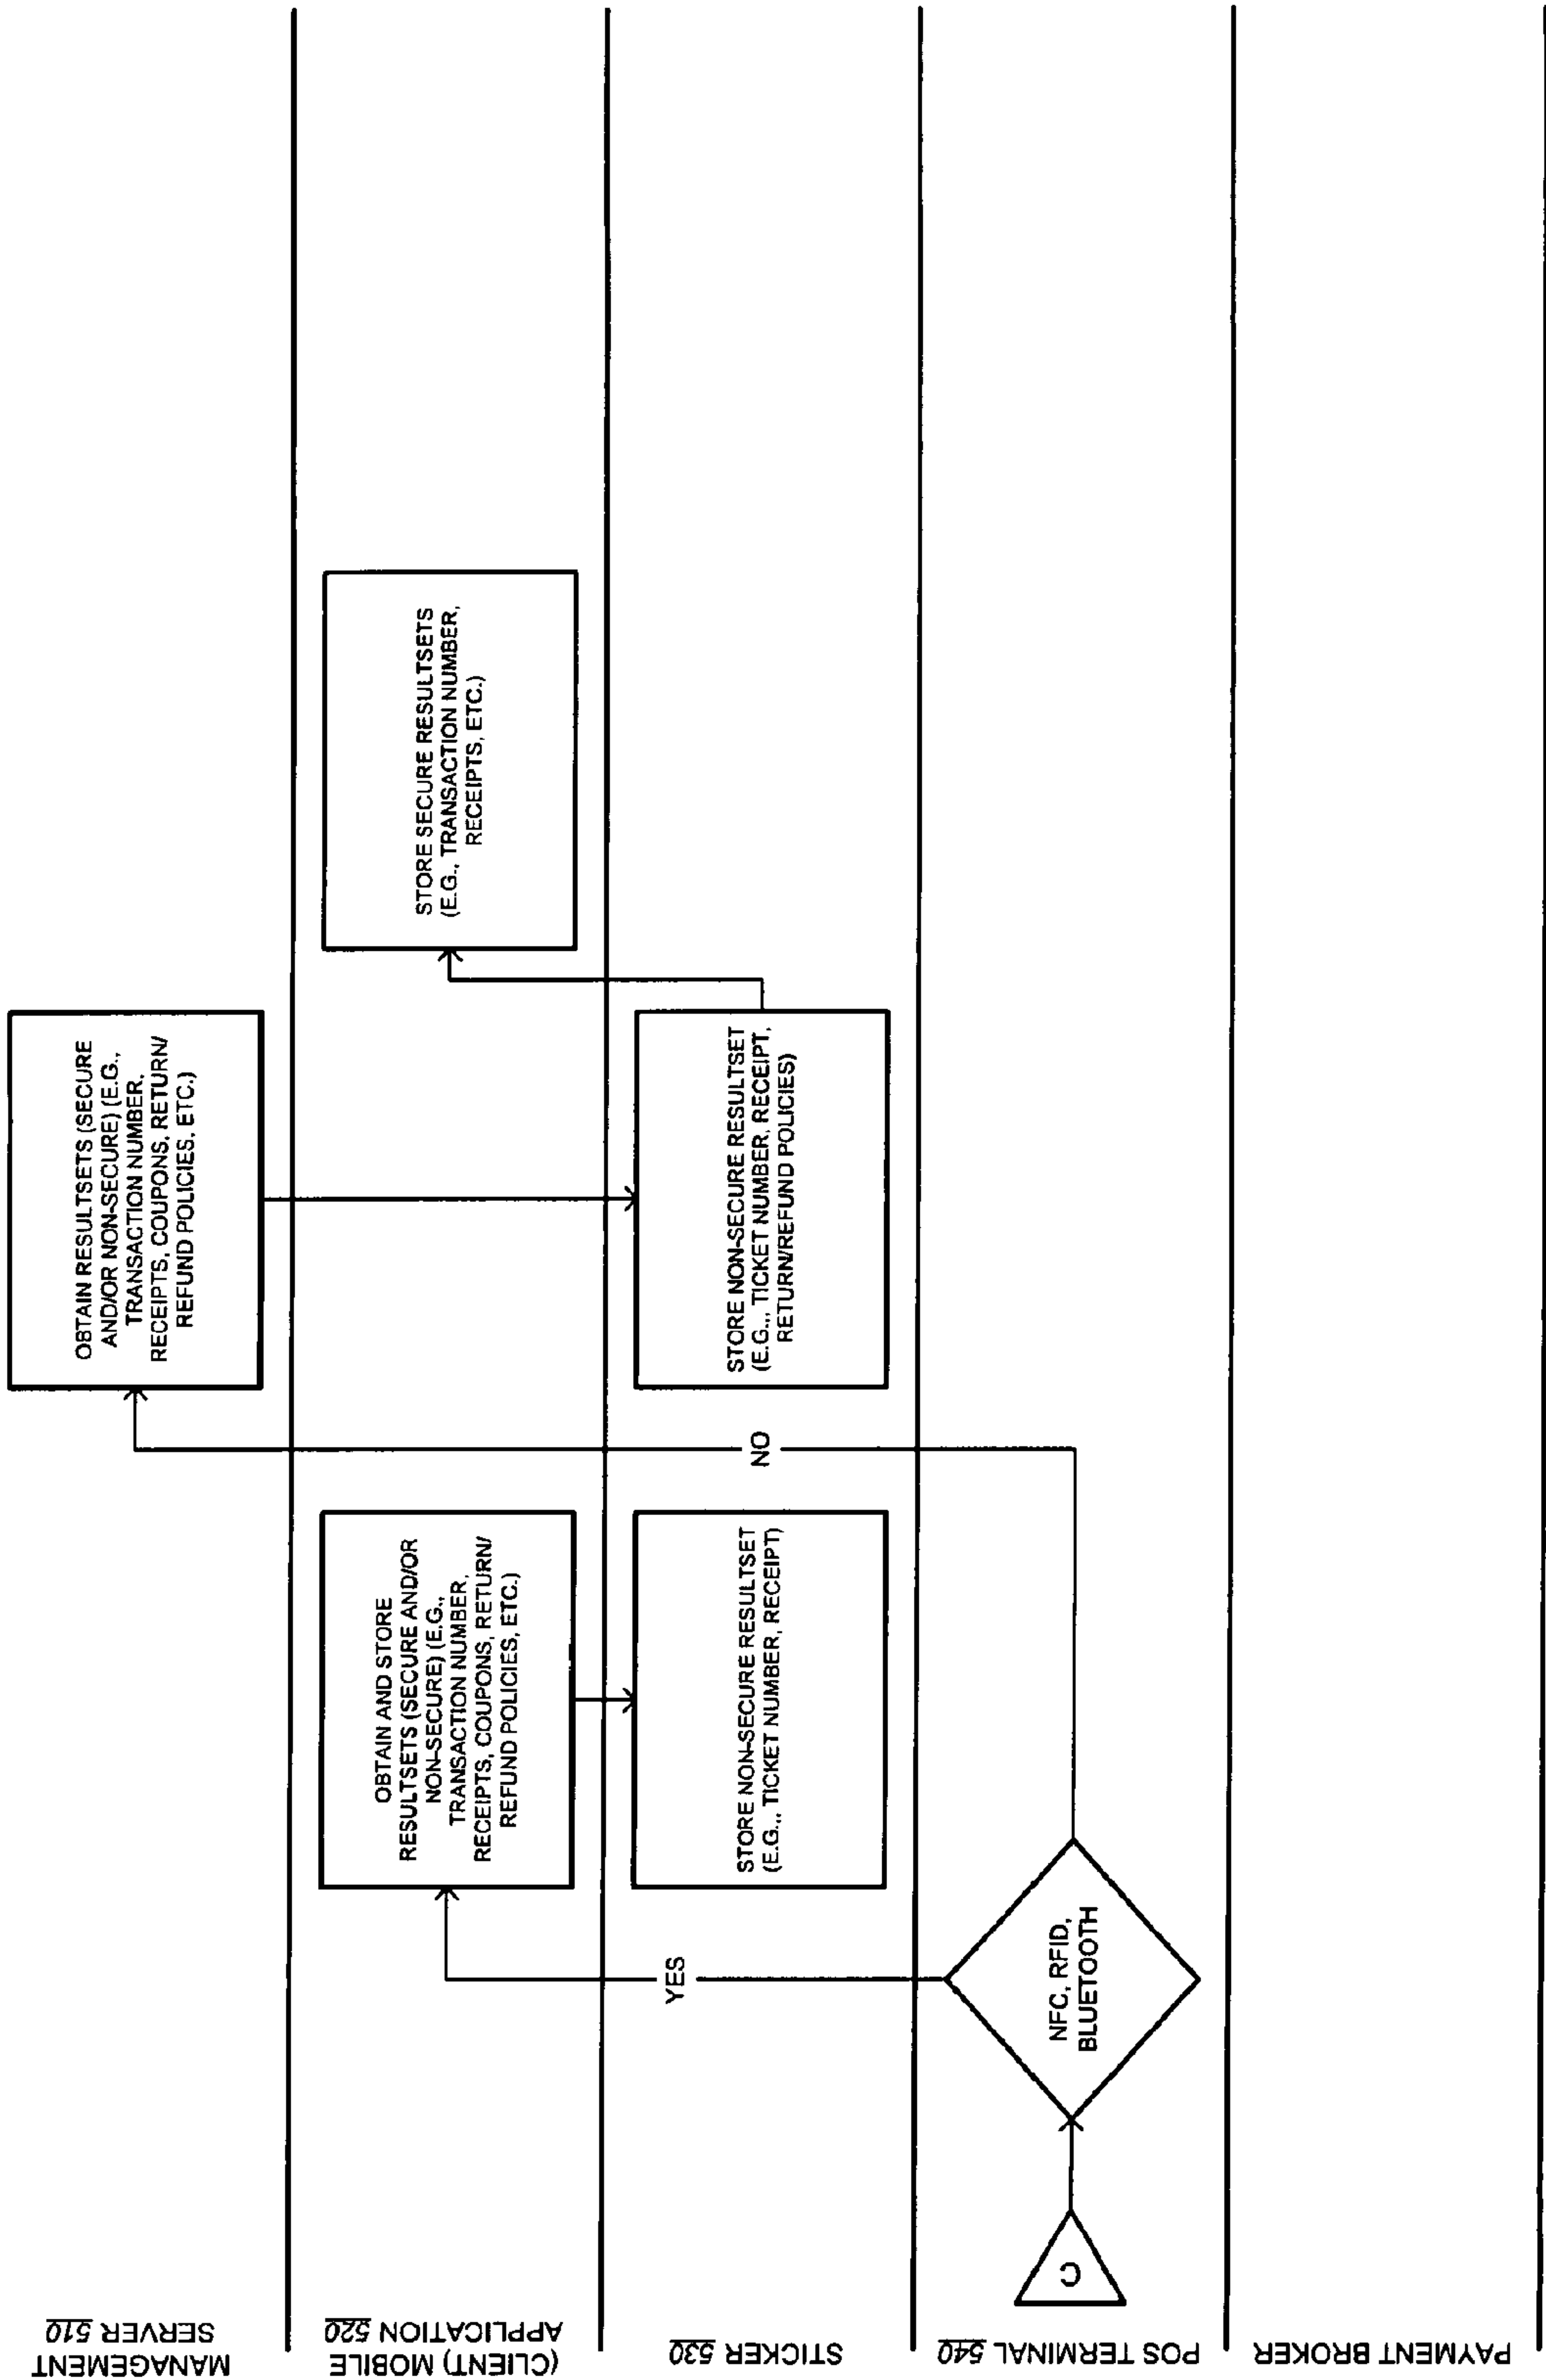 MANAGEMENT
SERVER 510
(CLIENT) MOBILE
APPLICATION 520
STICKER 530
POS TERMINAL 540
PAYMENT BROKER
C
NFC, RFID,
BLUETOOTH
YES
NO
OBTAIN AND STORE
RESULTSETS (SECURE AND/OR
NON-SECURE) (E.G.,
TRANSACTION NUMBER,
RECEIPTS, COUPONS, RETURN/
REFUND POLICIES, ETC.)
STORE NON-SECURE RESULTSET
(E.G.,, TICKET NUMBER, RECEIPT)
OBTAIN RESULTSETS (SECURE
AND/OR NON-SECURE) (E.G.,
TRANSACTION NUMBER,
RECEIPTS, COUPONS, RETURN/
REFUND POLICIES, ETC.)
STORE NON-SECURE RESULTSET
(E.G.,, TICKET NUMBER, RECEIPT,
RETURN/REFUND POLICIES)
STORE SECURE RESULTSETS
(E.G., TRANSACTION NUMBER,
RECEIPTS, ETC.)